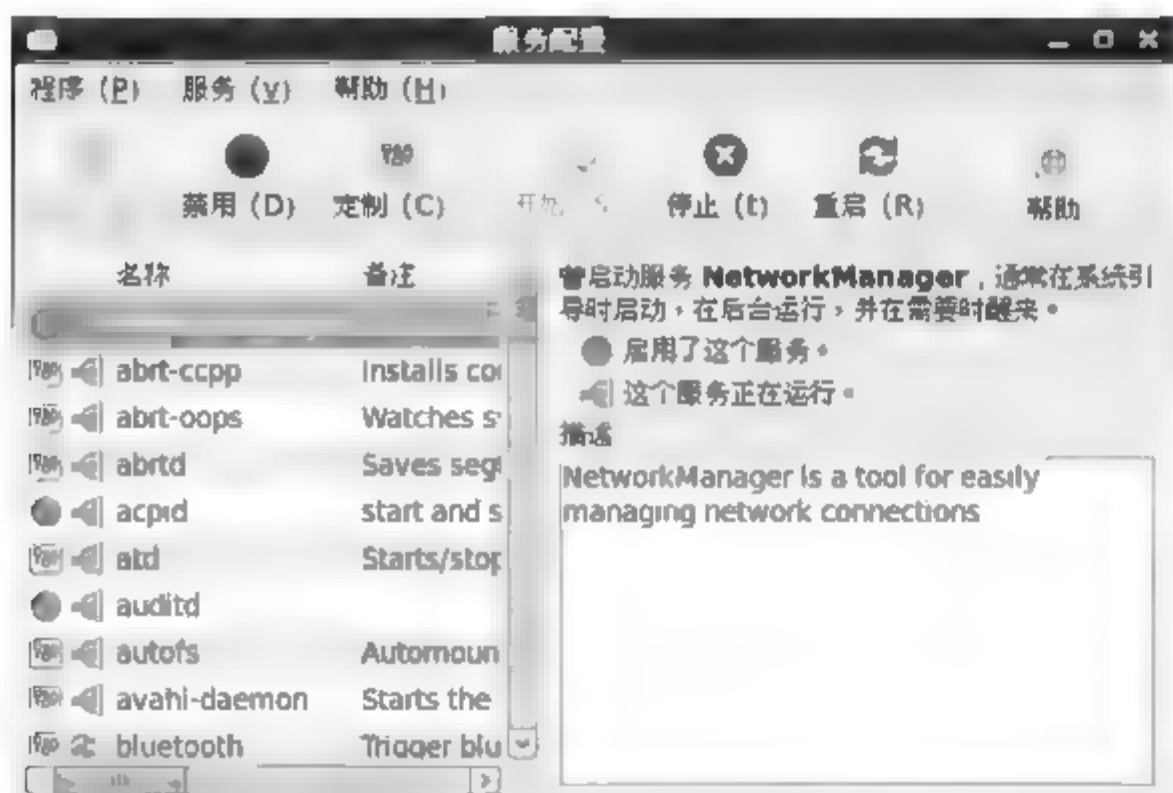 服务配置
程序 (P) 服务 (V) 帮助 (H)
禁用 (D) 定制 (C) 停止 (t) 重启 (R) 帮助
名称 备注
启动服务 NetworkManager，通常在系统引
导时启动，在后台运行，并在需要时醒来。
启用了这个服务。
这个服务正在运行。
描述
NetworkManager is a tool for easily
managing network connections
abrt-ccpp Installs co
abrt-oops Watches s
abrtd Saves seg
acpid start and s
atd Starts/stop
auditd
autofs Automoun
avahi-daemon Starts the
bluetooth Trigger blu